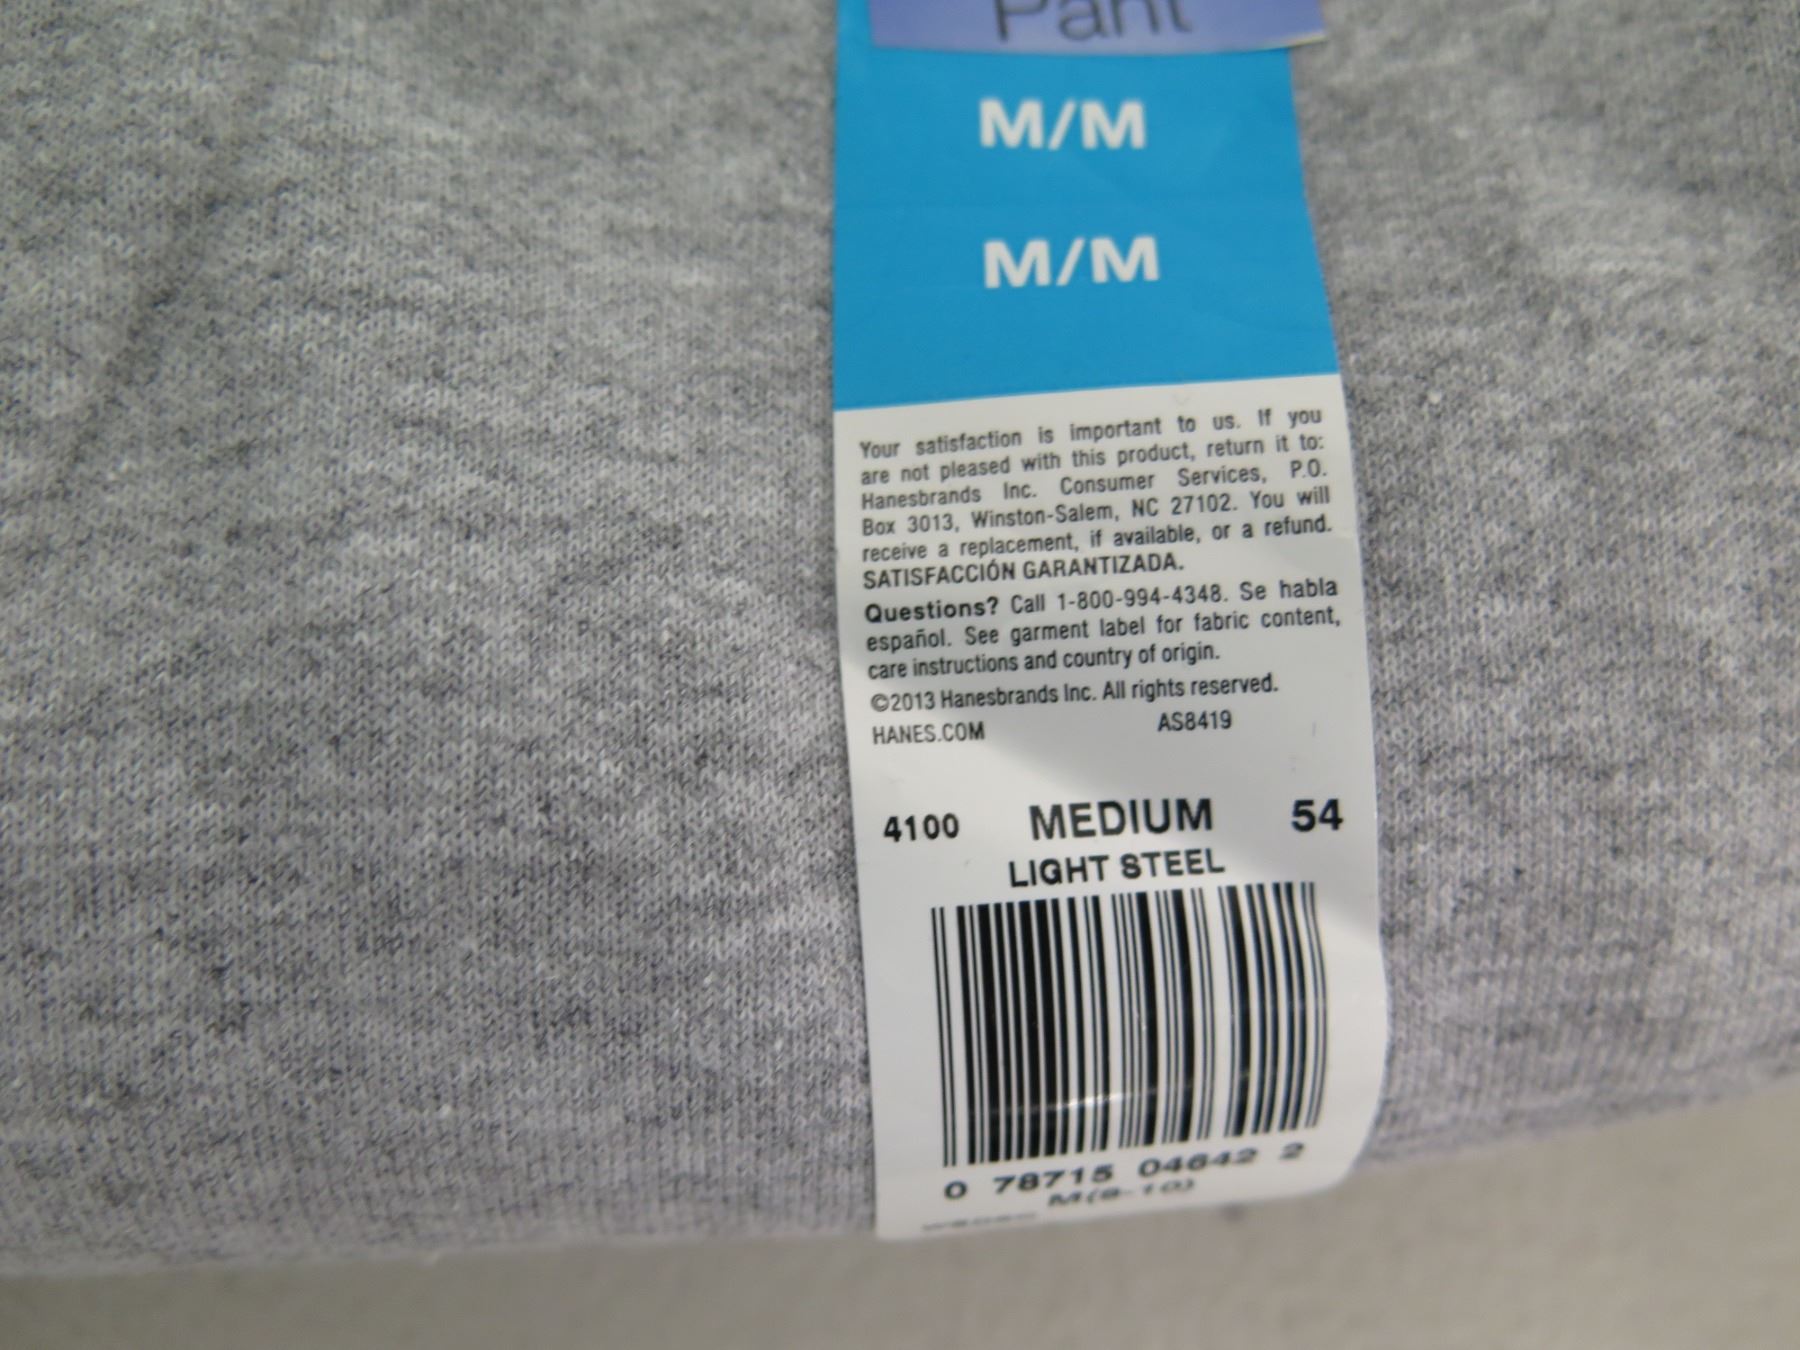 Pant
M/M
M/M
Your satisfaction is important to us. If you
are not pleased with this product, return it to:
Hanesbrands Inc. Consumer Services, P.O.
Box 3013, Winston-Salem, NC 27102. You will
receive a replacement, if available, or a refund.
SATISFACCIÓN GARANTIZADA.
Questions? Call 1-800-994-4348. Se habla
español. See garment label for fabric content,
care instructions and country of origin.
©2013 Hanesbrands Inc. All rights reserved.
HANES.COM AS8419
4100 MEDIUM 54
LIGHT STEEL
0 78715 04642 2
M(8-10)